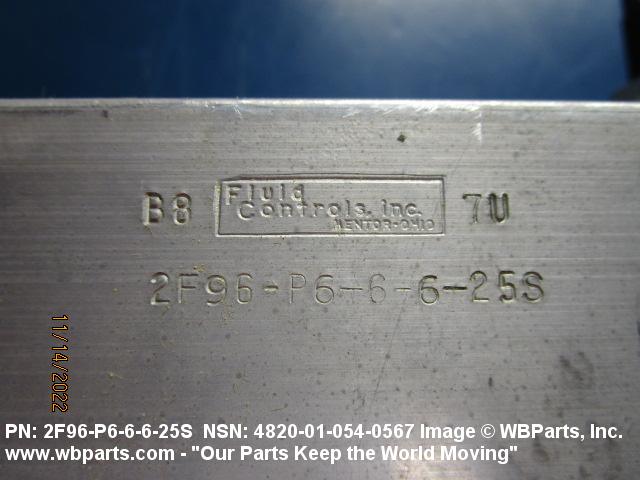 B8 Fluid Controls, Inc. MENTOR-OHIO 7U
2F96-P6-6-6-25S
11/14/2022
PN: 2F96-P6-6-6-25S NSN: 4820-01-054-0567 Image © WBParts, Inc.
www.wbparts.com - "Our Parts Keep the World Moving"